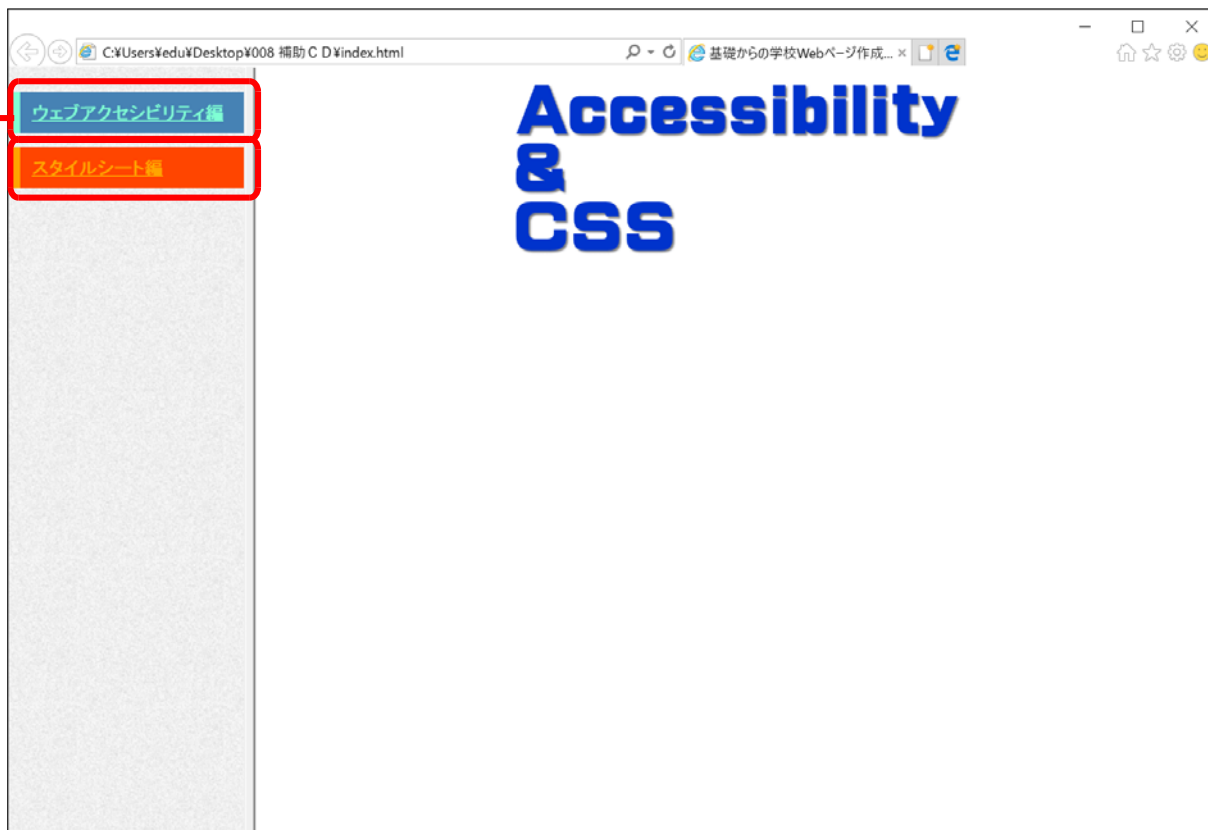 C:¥Users¥edu¥Desktop¥008 補助ＣＤ¥index.html
基礎からの学校Webページ作成...
ウェブアクセシビリティ編
スタイルシート編
Accessibility
&
CSS